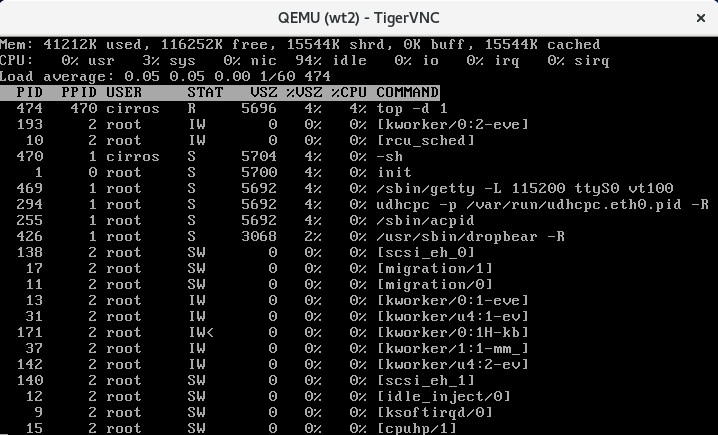 QEMU (wt2) - TigerVNC
Mem: 41212K used, 116252K free, 15544K shrd, 0K buff, 15544K cached
CPU:   0% usr   3% sys   0% nic  94% idle   0% io   0% irq   0% sirq
Load average: 0.05 0.05 0.00 1/60 474
  PID  PPID USER     STAT   VSZ %VSZ %CPU COMMAND
  474   470 cirros   R     5696   4%   4% top -d 1
  193     2 root     IW       0   0%   0% [kworker/0:2-eve]
   10     2 root     IW       0   0%   0% [rcu_sched]
  470     1 cirros   S     5704   4%   0% -sh
    1     0 root     S     5700   4%   0% init
  469     1 root     S     5692   4%   0% /sbin/getty -L 115200 ttyS0 vt100
  294     1 root     S     5692   4%   0% udhcpc -p /var/run/udhcpc.eth0.pid -R
  255     1 root     S     5692   4%   0% /sbin/acpid
  426     1 root     S     3068   2%   0% /usr/sbin/dropbear -R
  138     2 root     SW       0   0%   0% [scsi_eh_0]
   17     2 root     SW       0   0%   0% [migration/1]
   11     2 root     SW       0   0%   0% [migration/0]
   13     2 root     IW       0   0%   0% [kworker/0:1-eve]
   31     2 root     IW       0   0%   0% [kworker/u4:1-ev]
  171     2 root     IW<      0   0%   0% [kworker/0:1H-kb]
   37     2 root     IW       0   0%   0% [kworker/1:1-mm_]
  142     2 root     IW       0   0%   0% [kworker/u4:2-ev]
  140     2 root     SW       0   0%   0% [scsi_eh_1]
   12     2 root     SW       0   0%   0% [idle_inject/0]
    9     2 root     SW       0   0%   0% [ksoftirqd/0]
   15     2 root     SW       0   0%   0% [cpuhp/1]